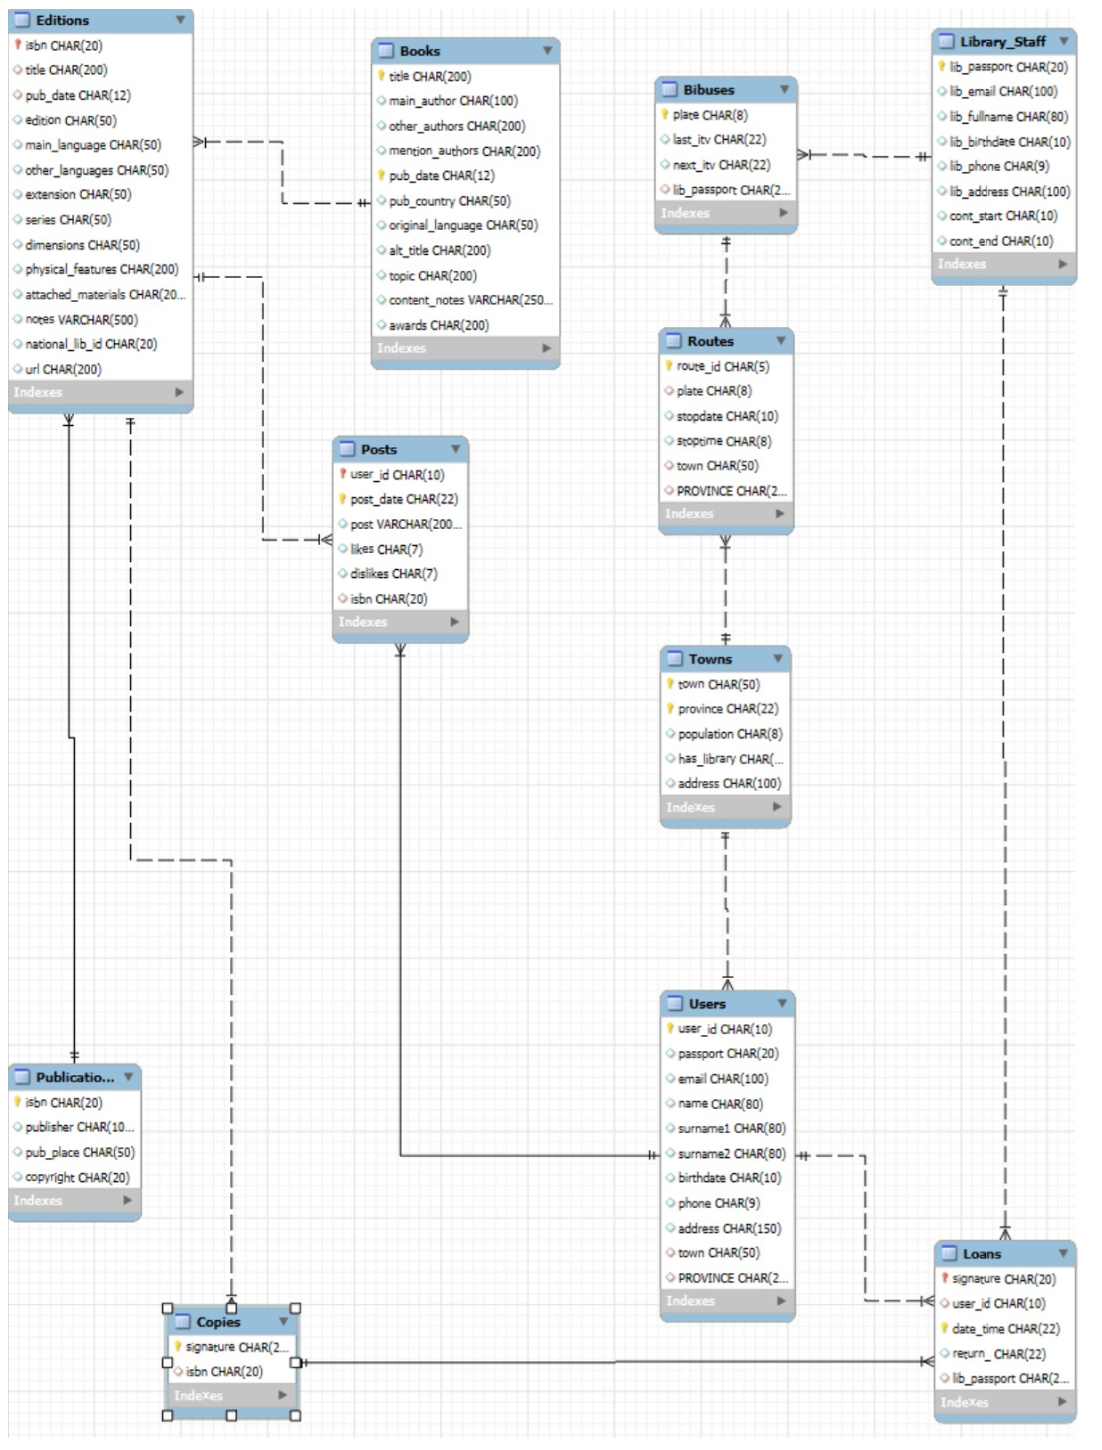 Editions
isbn CHAR(20)
title CHAR(200)
pub_date CHAR(12)
edition CHAR(50)
main_language CHAR(50)
other_languages CHAR(50)
extension CHAR(50)
series CHAR(50)
dimensions CHAR(50)
physical_features CHAR(200)
attached_materials CHAR(20...
notes VARCHAR(500)
national_lib_id CHAR(20)
url CHAR(200)
Indexes
Books
title CHAR(200)
main_author CHAR(100)
other_authors CHAR(200)
mention_authors CHAR(200)
pub_date CHAR(12)
pub_country CHAR(50)
original_language CHAR(50)
alt_title CHAR(200)
topic CHAR(200)
content_notes VARCHAR(250...
awards CHAR(200)
Indexes
Bibuses
plate CHAR(8)
last_itv CHAR(22)
next_itv CHAR(22)
lib_passport CHAR(2...
Indexes
Library_Staff
lib_passport CHAR(20)
lib_email CHAR(100)
lib_fullname CHAR(80)
lib_birthdate CHAR(10)
lib_phone CHAR(9)
lib_address CHAR(100)
cont_start CHAR(10)
cont_end CHAR(10)
Indexes
Routes
route_id CHAR(5)
plate CHAR(8)
stopdate CHAR(10)
stoptime CHAR(8)
town CHAR(50)
PROVINCE CHAR(2...
Indexes
Posts
user_id CHAR(10)
post_date CHAR(22)
post VARCHAR(200...
likes CHAR(7)
dislikes CHAR(7)
isbn CHAR(20)
Indexes
Towns
town CHAR(50)
province CHAR(22)
population CHAR(8)
has_library CHAR(...
address CHAR(100)
Indexes
Users
user_id CHAR(10)
passport CHAR(20)
email CHAR(100)
name CHAR(80)
surname1 CHAR(80)
surname2 CHAR(80)
birthdate CHAR(10)
phone CHAR(9)
address CHAR(150)
town CHAR(50)
PROVINCE CHAR(2...
Indexes
Publicatio...
isbn CHAR(20)
publisher CHAR(10...
pub_place CHAR(50)
copyright CHAR(20)
Indexes
Copies
signature CHAR(2...
isbn CHAR(20)
Indexes
Loans
signature CHAR(20)
user_id CHAR(10)
date_time CHAR(22)
return_ CHAR(22)
lib_passport CHAR(2...
Indexes